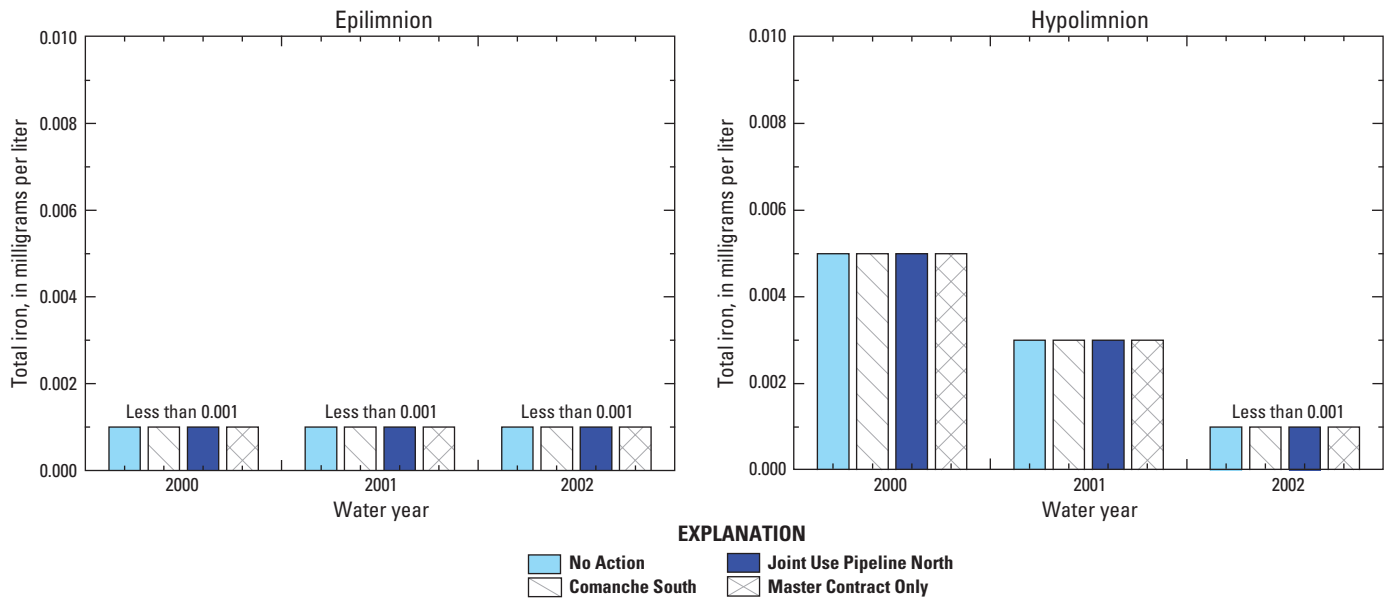 Epilimnion
Total iron, in milligrams per liter
0.010
0.008
0.006
0.004
0.002
0.000
Less than 0.001
Less than 0.001
Less than 0.001
2000
2001
2002
Water year
Hypolimnion
Total iron, in milligrams per liter
0.010
0.008
0.006
0.004
0.002
0.000
Less than 0.001
2000
2001
2002
Water year
EXPLANATION
No Action
Comanche South
Joint Use Pipeline North
Master Contract Only